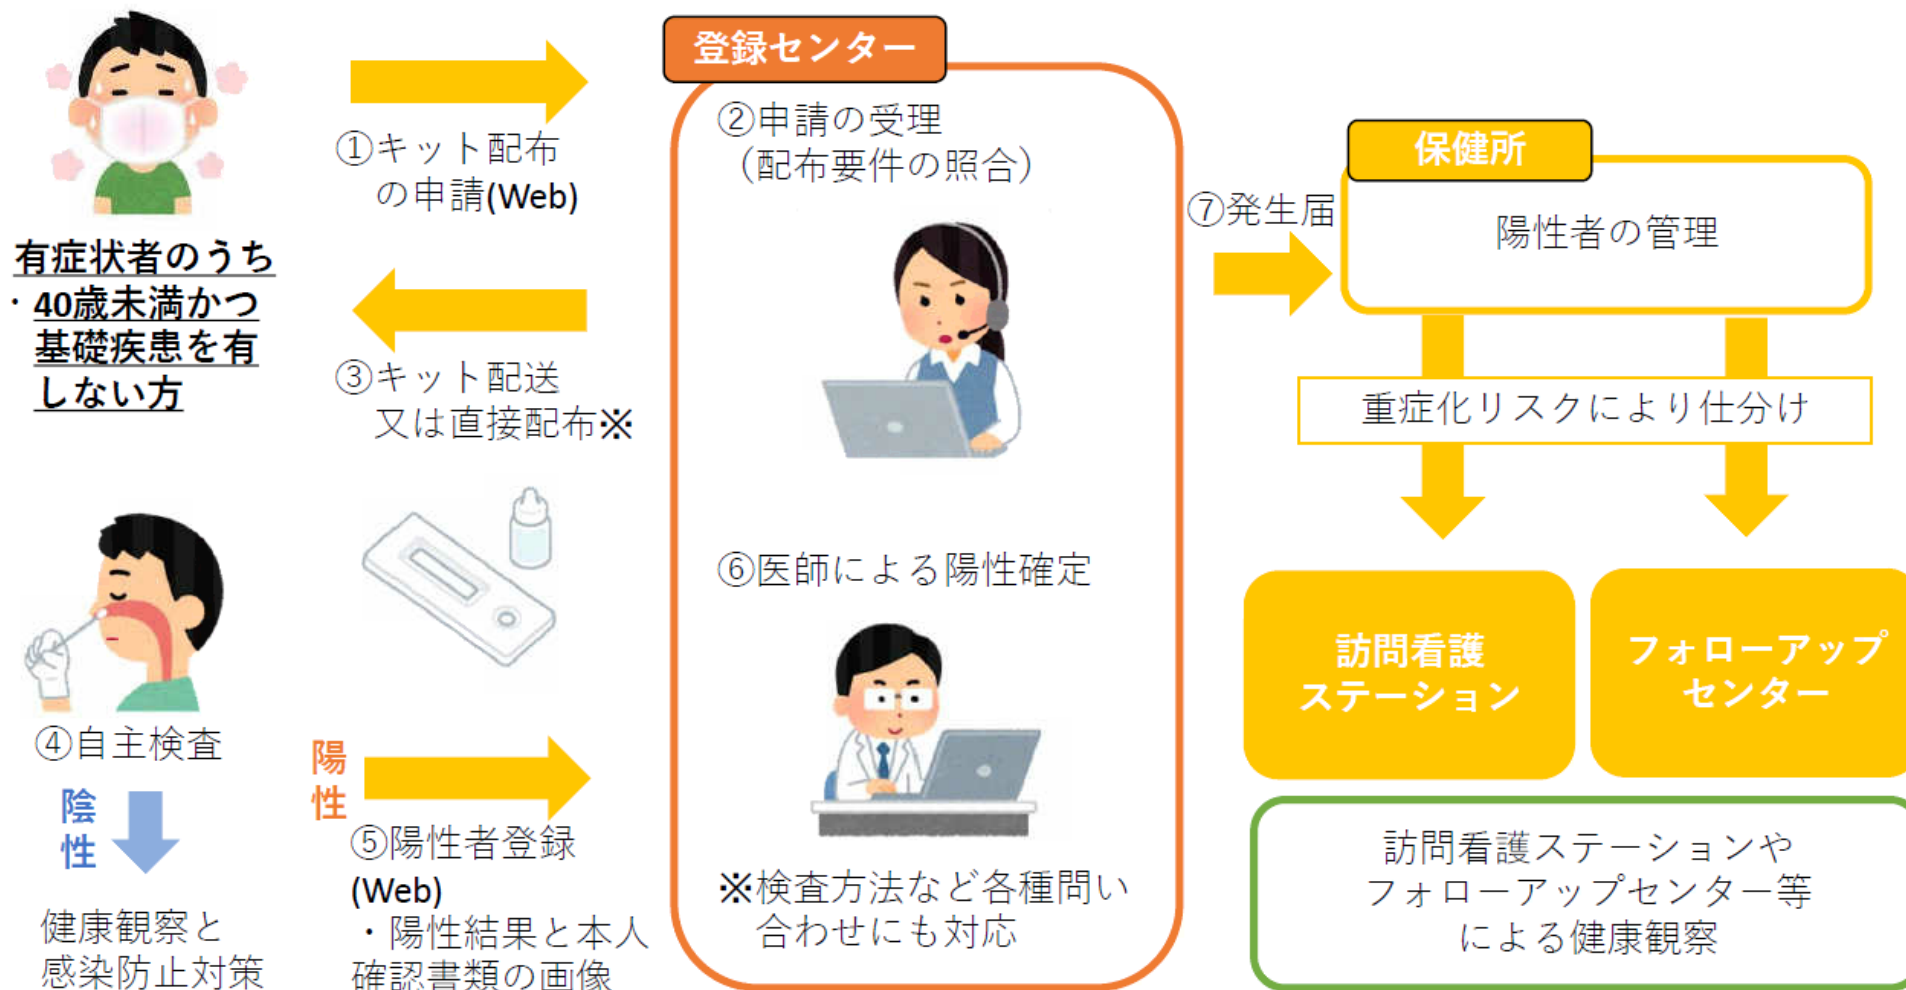 有症状者のうち
・40歳未満かつ
基礎疾患を有
しない方
①キット配布
の申請(Web)
③キット配送
又は直接配布※
④自主検査
陰
性
健康観察と
感染防止対策
陽
性
⑤陽性者登録
(Web)
・陽性結果と本人
確認書類の画像
登録センター
②申請の受理
（配布要件の照合）
⑥医師による陽性確定
※検査方法など各種問い
合わせにも対応
⑦発生届
保健所
陽性者の管理
重症化リスクにより仕分け
訪問看護
ステーション
フォローアップ
センター
訪問看護ステーションや
フォローアップセンター等
による健康観察